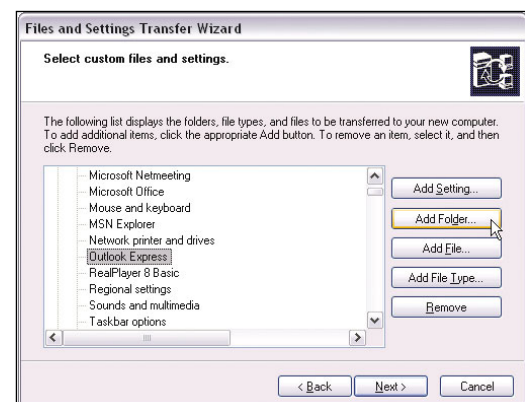 Files and Settings Transfer Wizard
Select custom files and settings.
The following list displays the folders, file types, and files to be transferred to your new computer.
To add additional items, click the appropriate Add button. To remove an item, select it, and then
click Remove.
Microsoft Netmeeting
Microsoft Office
Mouse and keyboard
MSN Explorer
Network printer and drives
Outlook Express
RealPlayer 8 Basic
Regional settings
Sounds and multimedia
Taskbar options
Add Setting...
Add Folder...
Add File...
Add File Type...
Remove
< Back
Next >
Cancel